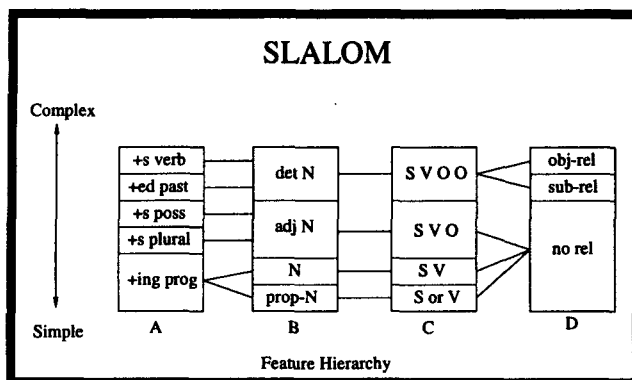 SLALOM
Complex
+s verb
+ed past
+s poss
+s plural
+ing prog
A
det N
adj N
N
prop-N
B
S V O O
S V O
S V
S or V
C
obj-rel
sub-rel
no rel
D
Simple
Feature Hierarchy